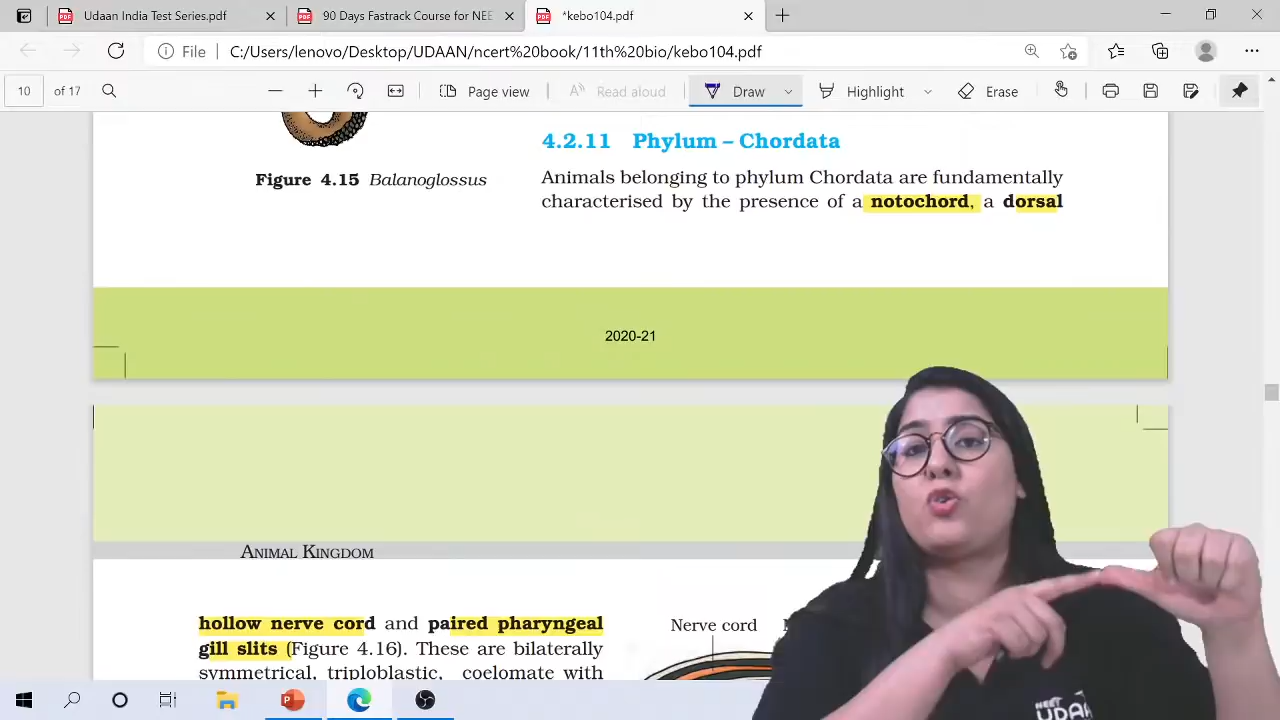 Udaan India Test Series.pdf
90 Days Fastrack Course for NEE
*kebo104.pdf
File C:/Users/lenovo/Desktop/UDAAN/ncert%20book/11th%20bio/kebo104.pdf
10 of 17 Page view Read aloud Draw Highlight Erase
4.2.11 Phylum – Chordata
Figure 4.15 Balanoglossus
Animals belonging to phylum Chordata are fundamentally
characterised by the presence of a notochord, a dorsal
2020-21
ANIMAL KINGDOM
hollow nerve cord and paired pharyngeal
gill slits (Figure 4.16). These are bilaterally
symmetrical, triploblastic, coelomate with
Nerve cord
NEET